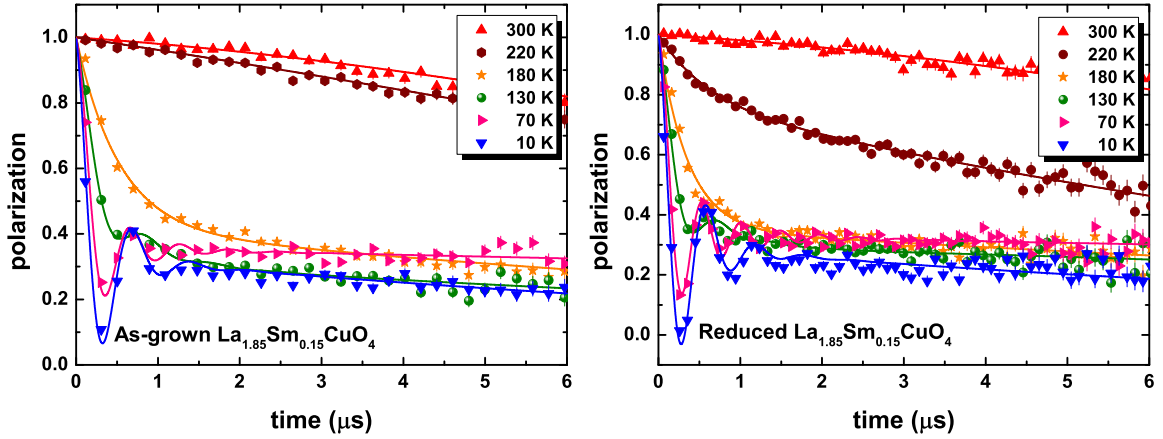 300 K
220 K
180 K
130 K
70 K
10 K
1.0
0.8
0.6
0.4
0.2
0.0
polarization
As-grown La1.85Sm0.15CuO4
0 1 2 3 4 5 6
time (μs)
300 K
220 K
180 K
130 K
70 K
10 K
1.0
0.8
0.6
0.4
0.2
0.0
polarization
Reduced La1.85Sm0.15CuO4
0 1 2 3 4 5 6
time (μs)